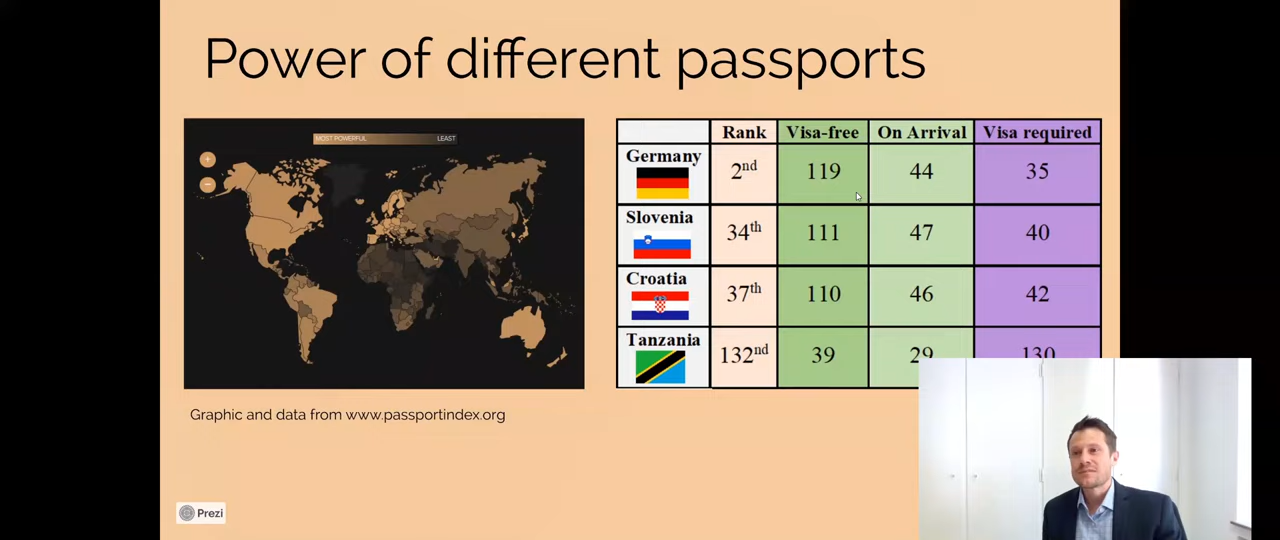 Power of different passports
MOST POWERFUL LEAST
+
−
Rank Visa-free On Arrival Visa required
Germany 2nd 119 44 35
Slovenia 34th 111 47 40
Croatia 37th 110 46 42
Tanzania 132nd 39 29 130
Graphic and data from www.passportindex.org
Prezi